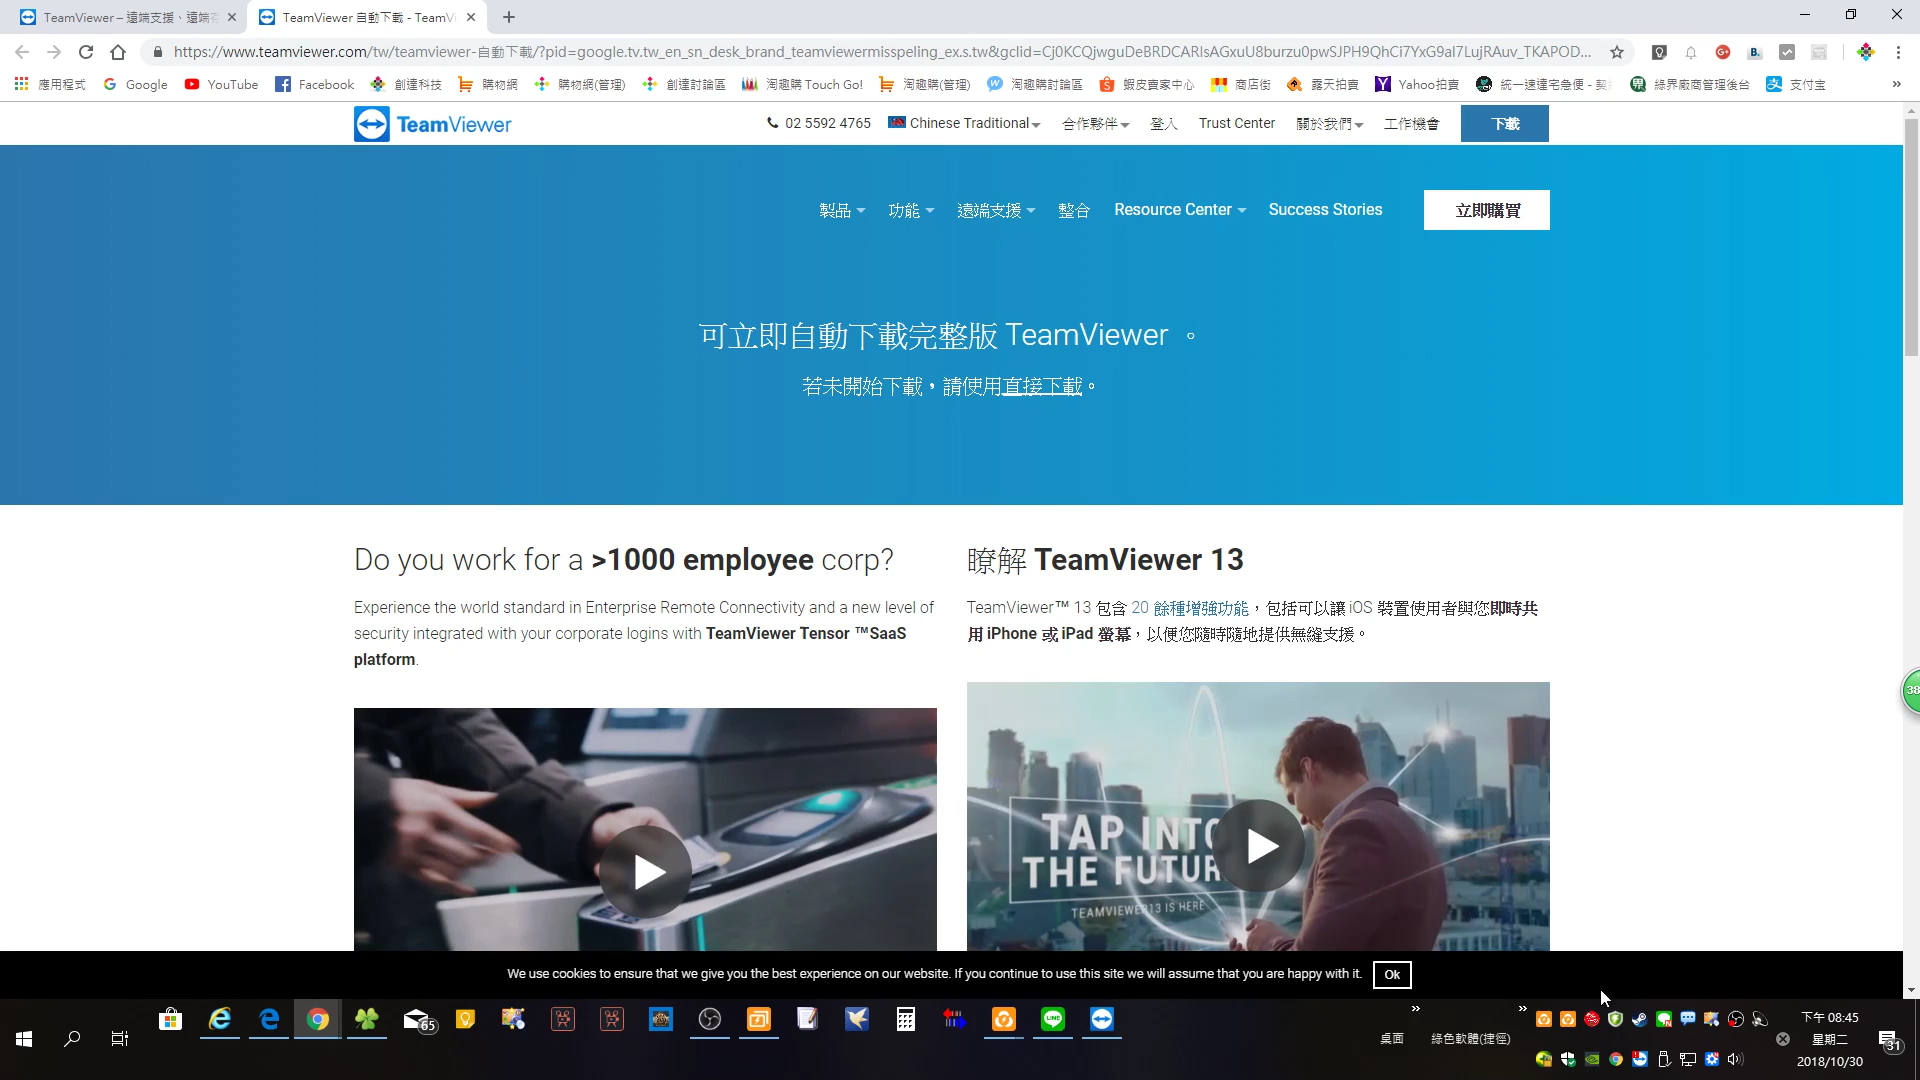 TeamViewer – 遠端支援、遠端存
TeamViewer 自動下載 - TeamVi
https://www.teamviewer.com/tw/teamviewer-自動下載/?pid=google.tv.tw_en_sn_desk_brand_teamviewermisspeling_ex.s.tw&gclid=Cj0KCQjwguDeBRDCARIsAGxuU8burzu0pwSJPH9QhCi7YxG9al7LujRAuv_TKAPOD...
應用程式 Google YouTube Facebook 創達科技 購物網 購物網(管理) 創達討論區 淘趣購 Touch Go! 淘趣購(管理) 淘趣購討論區 蝦皮賣家中心 商店街 露天拍賣 Yahoo拍賣 統一速達宅急便 - 契 綠界廠商管理後台 支付宝 »
TeamViewer
02 5592 4765 Chinese Traditional 合作夥伴 登入 Trust Center 關於我們 工作機會 下載
製品 功能 遠端支援 整合 Resource Center Success Stories 立即購買
可立即自動下載完整版 TeamViewer 。
若未開始下載，請使用直接下載。
Do you work for a >1000 employee corp?
Experience the world standard in Enterprise Remote Connectivity and a new level of
security integrated with your corporate logins with TeamViewer Tensor ™SaaS
platform.
瞭解 TeamViewer 13
TeamViewer™ 13 包含 20 餘種增強功能，包括可以讓 iOS 裝置使用者與您即時共
用 iPhone 或 iPad 螢幕，以便您隨時隨地提供無縫支援。
TAP INTO
THE FUTUR
TEAMVIEWER13 IS HERE
38
We use cookies to ensure that we give you the best experience on our website. If you continue to use this site we will assume that you are happy with it. Ok
65
桌面 綠色軟體(捷徑)
下午 08:45
星期二
2018/10/30
31